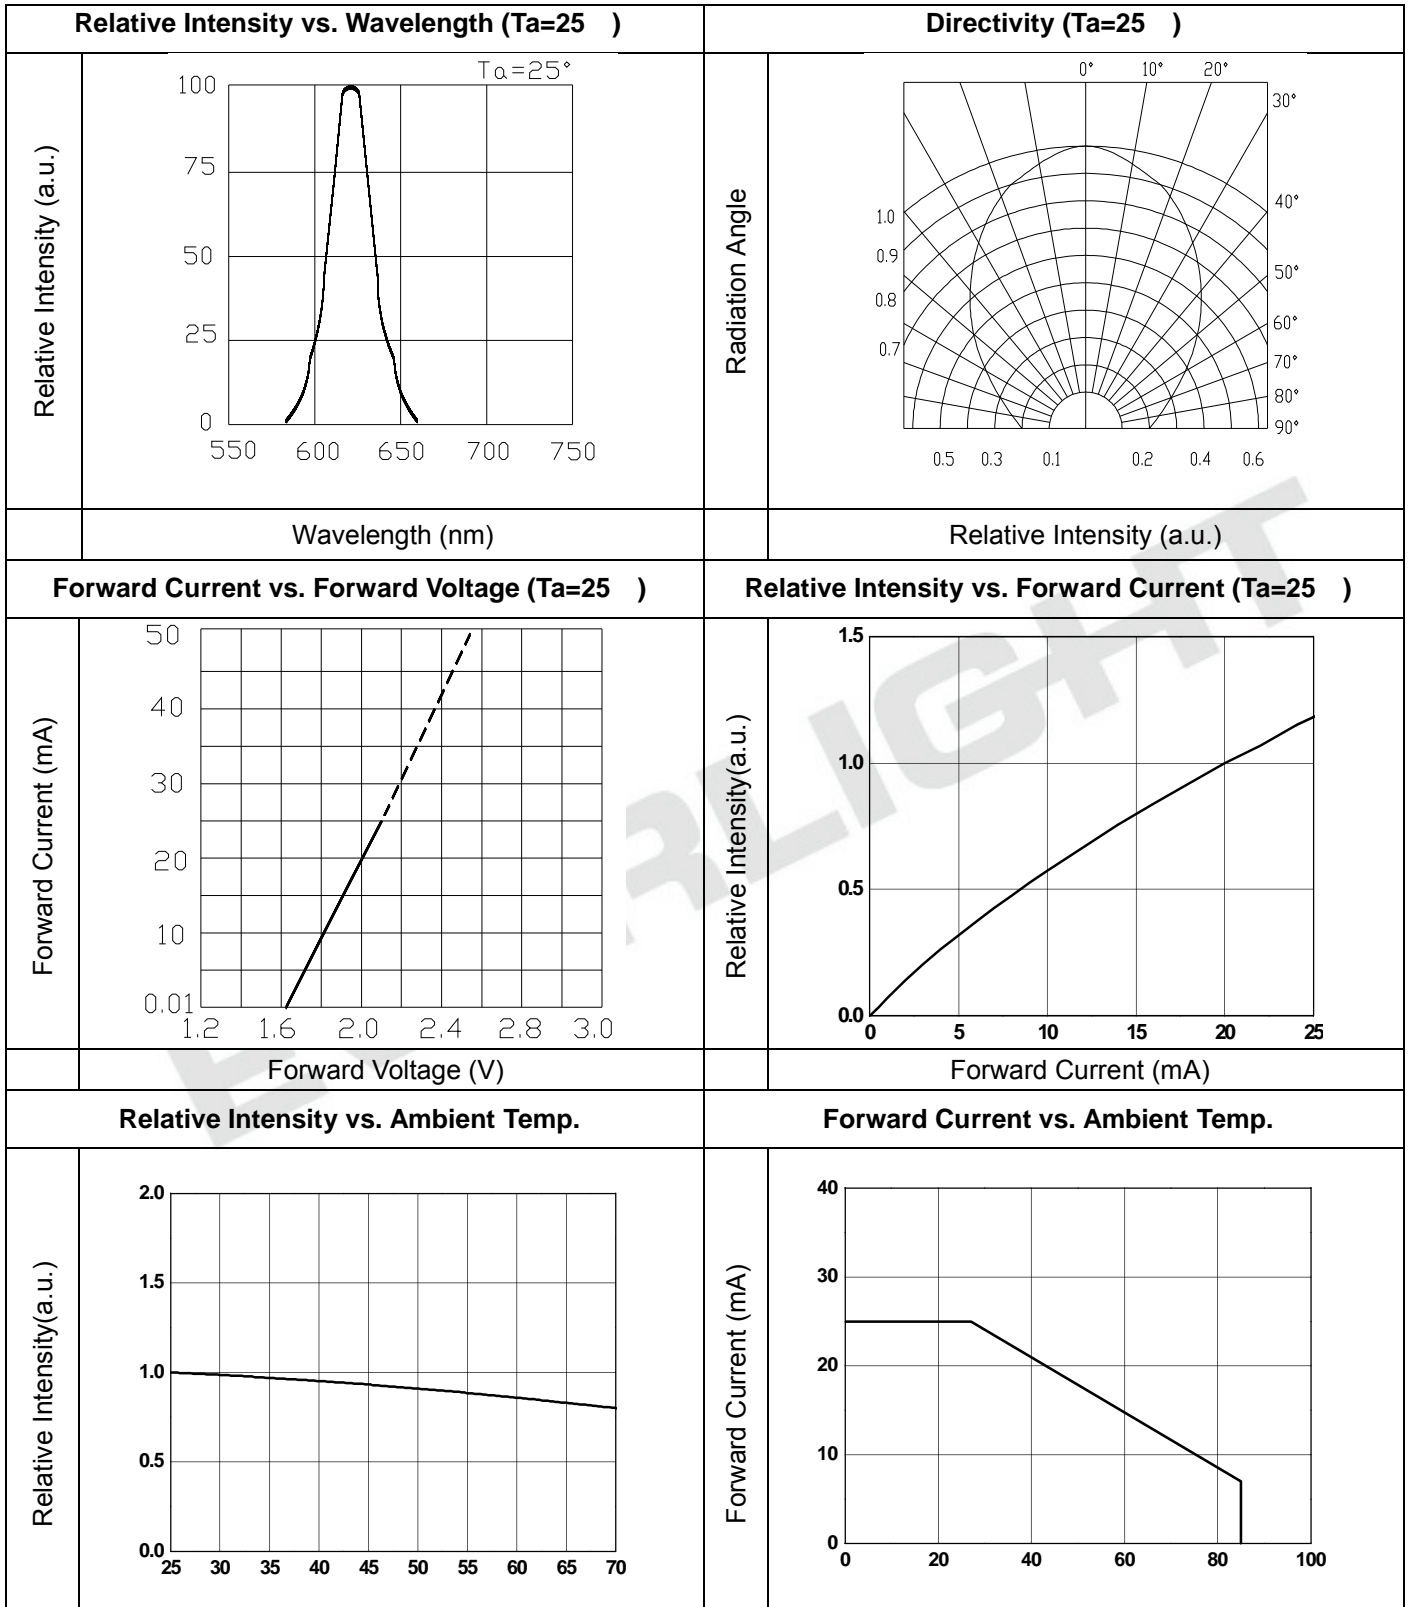 Relative Intensity vs. Wavelength (Ta=25 )
Directivity (Ta=25 )
Relative Intensity (a.u.)
Ta=25°
100
75
50
25
0
550 600 650 700 750
Wavelength (nm)
Radiation Angle
0° 10° 20°
30°
40°
50°
60°
70°
80°
90°
1.0
0.9
0.8
0.7
0.5 0.3 0.1 0.2 0.4 0.6
Relative Intensity (a.u.)
Forward Current vs. Forward Voltage (Ta=25 )
Relative Intensity vs. Forward Current (Ta=25 )
Forward Current (mA)
50
40
30
20
10
0.01
1.2 1.6 2.0 2.4 2.8 3.0
Forward Voltage (V)
Relative Intensity(a.u.)
1.5
1.0
0.5
0.0
0 5 10 15 20 25
Forward Current (mA)
Relative Intensity vs. Ambient Temp.
Forward Current vs. Ambient Temp.
Relative Intensity(a.u.)
2.0
1.5
1.0
0.5
0.0
25 30 35 40 45 50 55 60 65 70
Forward Current (mA)
40
30
20
10
0
0 20 40 60 80 100
EVERLIGHT